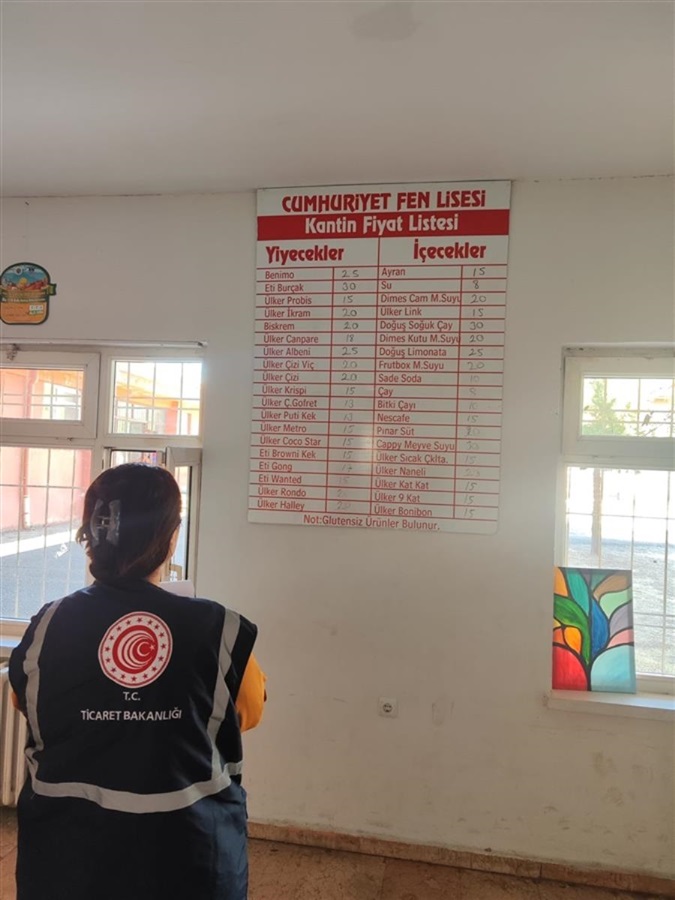 CUMHURİYET FEN LİSESİ
Kantin Fiyat Listesi
Yiyecekler İçecekler
Benimo 25 Ayran 15
Eti Burçak 30 Su 8
Ülker Probis 15 Dimes Cam M.Suyu 20
Ülker İkram 20 Ülker Link 15
Biskrem 20 Doğuş Soğuk Çay 30
Ülker Canpare 18 Dimes Kutu M.Suyu 20
Ülker Albeni 25 Doğuş Limonata 25
Ülker Çizi Viç 20 Frutbox M.Suyu 20
Ülker Çizi 20 Sade Soda 10
Ülker Krispi 15 Çay
Ülker Ç.Gofret 13 Bitki Çayı
Ülker Puti Kek 13 Nescafe 15
Ülker Metro 15 Pınar Süt
Ülker Coco Star 15 Cappy Meyve Suyu
Eti Browni Kek 15 Ülker Sıcak Çklta. 15
Eti Gong Ülker Naneli
Eti Wanted 15 Ülker Kat Kat 15
Ülker Rondo Ülker 9 Kat 15
Ülker Halley Ülker Bonibon 15
Not:Glutensiz Ürünler Bulunur.
T.C.
TİCARET BAKANLIĞI